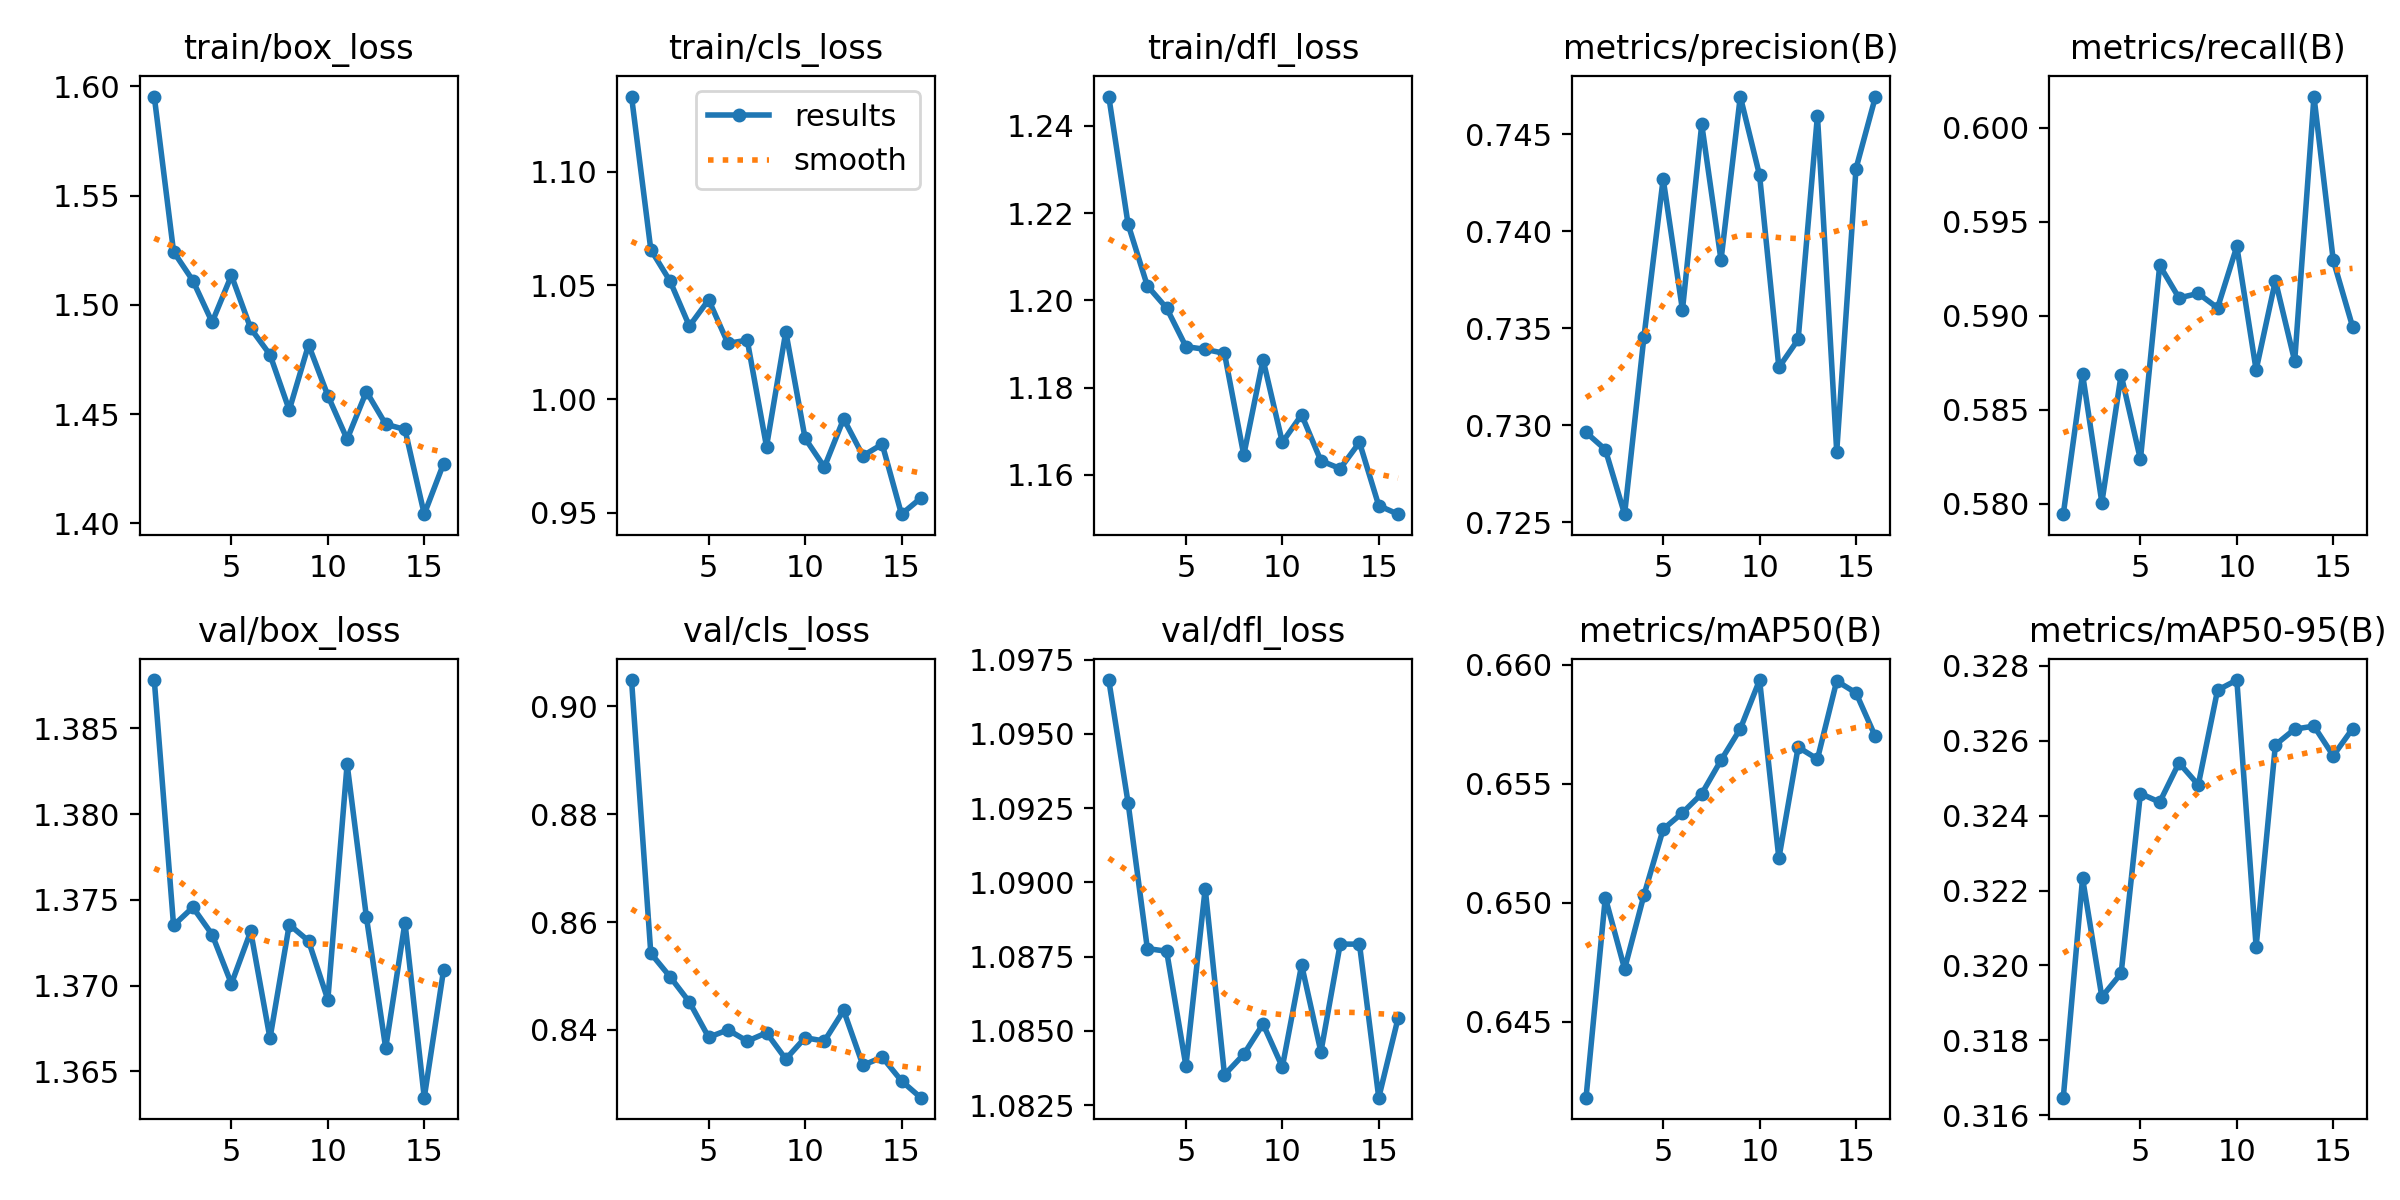 train/box_loss
1.60
1.55
1.50
1.45
1.40
5 10 15
train/cls_loss
results
smooth
1.10
1.05
1.00
0.95
5 10 15
train/dfl_loss
1.24
1.22
1.20
1.18
1.16
5 10 15
metrics/precision(B)
0.745
0.740
0.735
0.730
0.725
5 10 15
metrics/recall(B)
0.600
0.595
0.590
0.585
0.580
5 10 15
val/box_loss
1.385
1.380
1.375
1.370
1.365
5 10 15
val/cls_loss
0.90
0.88
0.86
0.84
5 10 15
val/dfl_loss
1.0975
1.0950
1.0925
1.0900
1.0875
1.0850
1.0825
5 10 15
metrics/mAP50(B)
0.660
0.655
0.650
0.645
5 10 15
metrics/mAP50-95(B)
0.328
0.326
0.324
0.322
0.320
0.318
0.316
5 10 15